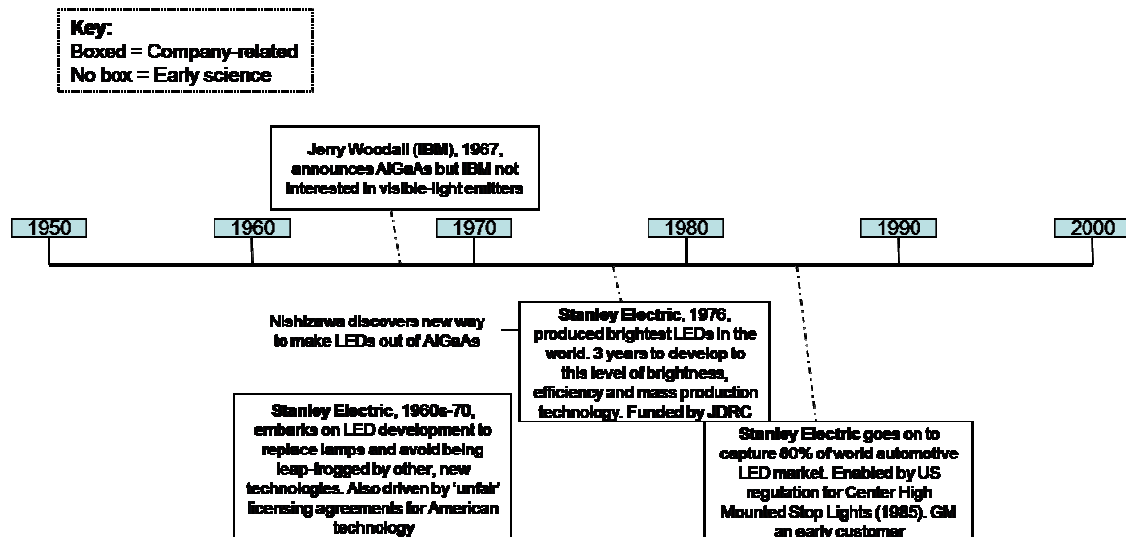 Key:
Boxed = Company-related
No box = Early science
Jerry Woodall (IBM), 1967,
announces AlGaAs but IBM not
interested in visible-light emitters
1950
1960
1970
1980
1990
2000
Nishizawa discovers new way
to make LEDs out of AlGaAs
Stanley Electric, 1976,
produced brightest LEDs in the
world. 3 years to develop to
this level of brightness,
efficiency and mass production
technology. Funded by JDRC
Stanley Electric, 1960s-70,
embarks on LED development to
replace lamps and avoid being
leap-frogged by other, new
technologies. Also driven by 'unfair'
licensing agreements for American
technology
Stanley Electric goes on to
capture 60% of world automotive
LED market. Enabled by US
regulation for Center High
Mounted Stop Lights (1985). GM
an early customer